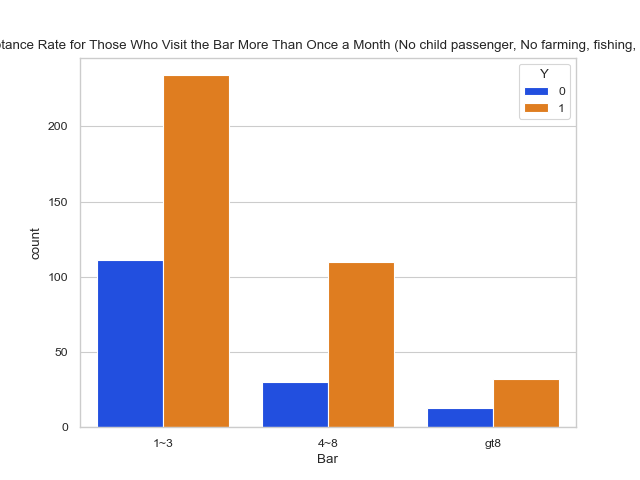 ptance Rate for Those Who Visit the Bar More Than Once a Month (No child passenger, No farming, fishing,
Y
0
1
200
150
100
50
0
count
1~3
4~8
gt8
Bar